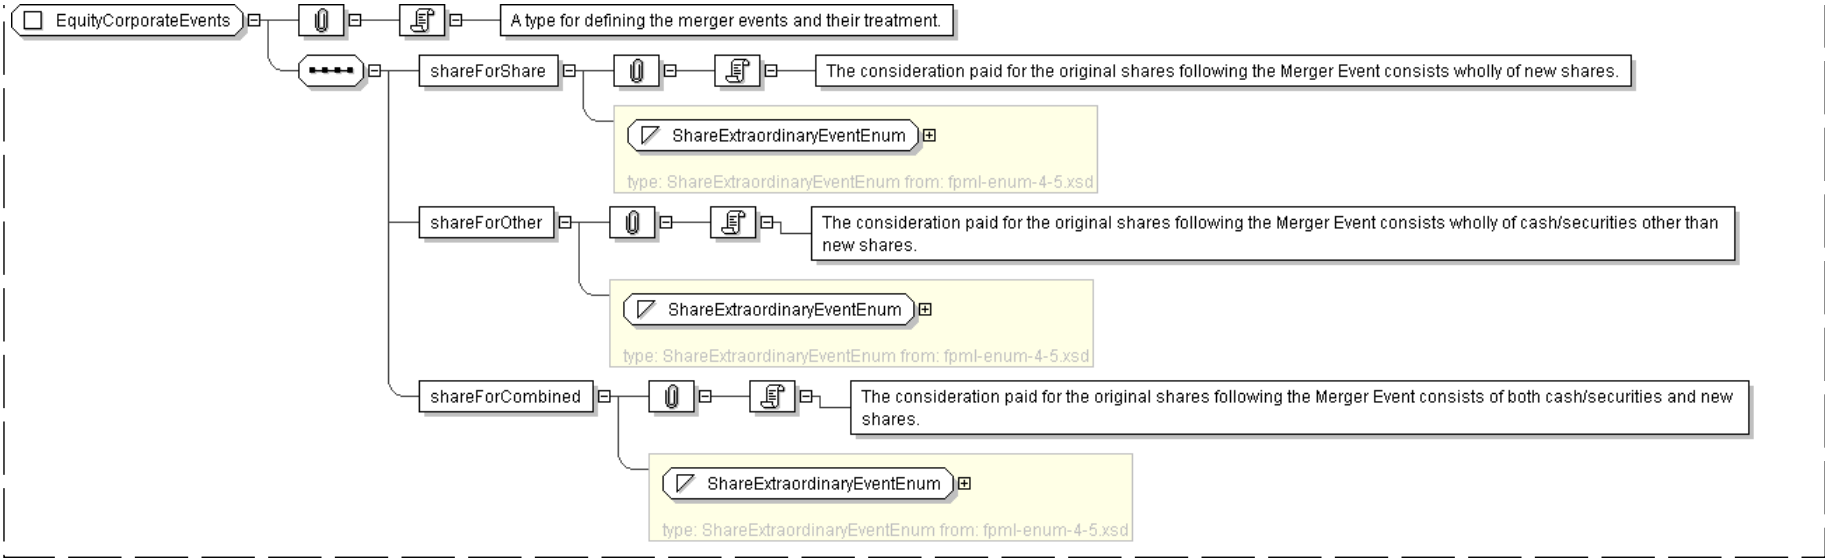 EquityCorporateEvents
A type for defining the merger events and their treatment.
shareForShare
The consideration paid for the original shares following the Merger Event consists wholly of new shares.
ShareExtraordinaryEventEnum
type: ShareExtraordinaryEventEnum from: fpml-enum-4-5.xsd
shareForOther
The consideration paid for the original shares following the Merger Event consists wholly of cash/securities other than
new shares.
ShareExtraordinaryEventEnum
type: ShareExtraordinaryEventEnum from: fpml-enum-4-5.xsd
shareForCombined
The consideration paid for the original shares following the Merger Event consists of both cash/securities and new
shares.
ShareExtraordinaryEventEnum
type: ShareExtraordinaryEventEnum from: fpml-enum-4-5.xsd